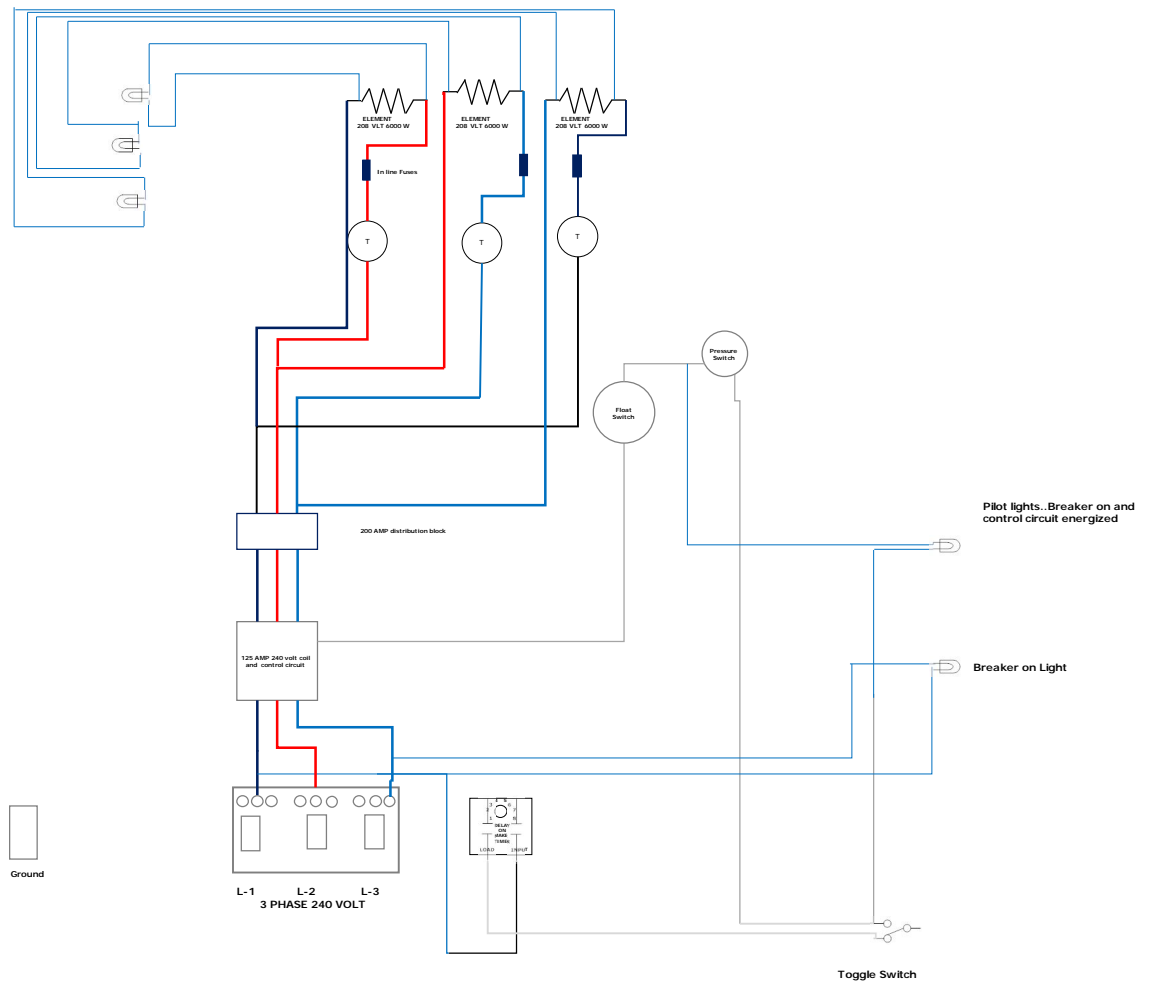 ELEMENT
208 VLT 6000 W
ELEMENT
208 VLT 6000 W
ELEMENT
208 VLT 6000 W
In line Fuses
T
T
T
Pressure
Switch
Float
Switch
Pilot lights..Breaker on and
control circuit energized
200 AMP distribution block
125 AMP 240 volt coil
and control circuit
Breaker on Light
DELAY
ON
MAKE
TIMER
LOAD
INPUT
Ground
L-1
L-2
L-3
3 PHASE 240 VOLT
Toggle Switch